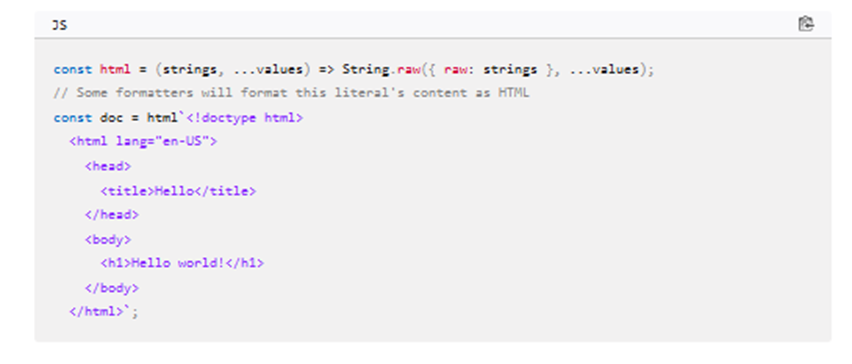 JS
const html = (strings, ...values) => String.raw({ raw: strings }, ...values);
// Some formatters will format this literal's content as HTML
const doc = html`<!doctype html>
  <html lang="en-US">
    <head>
      <title>Hello</title>
    </head>
    <body>
      <h1>Hello world!</h1>
    </body>
  </html>`;